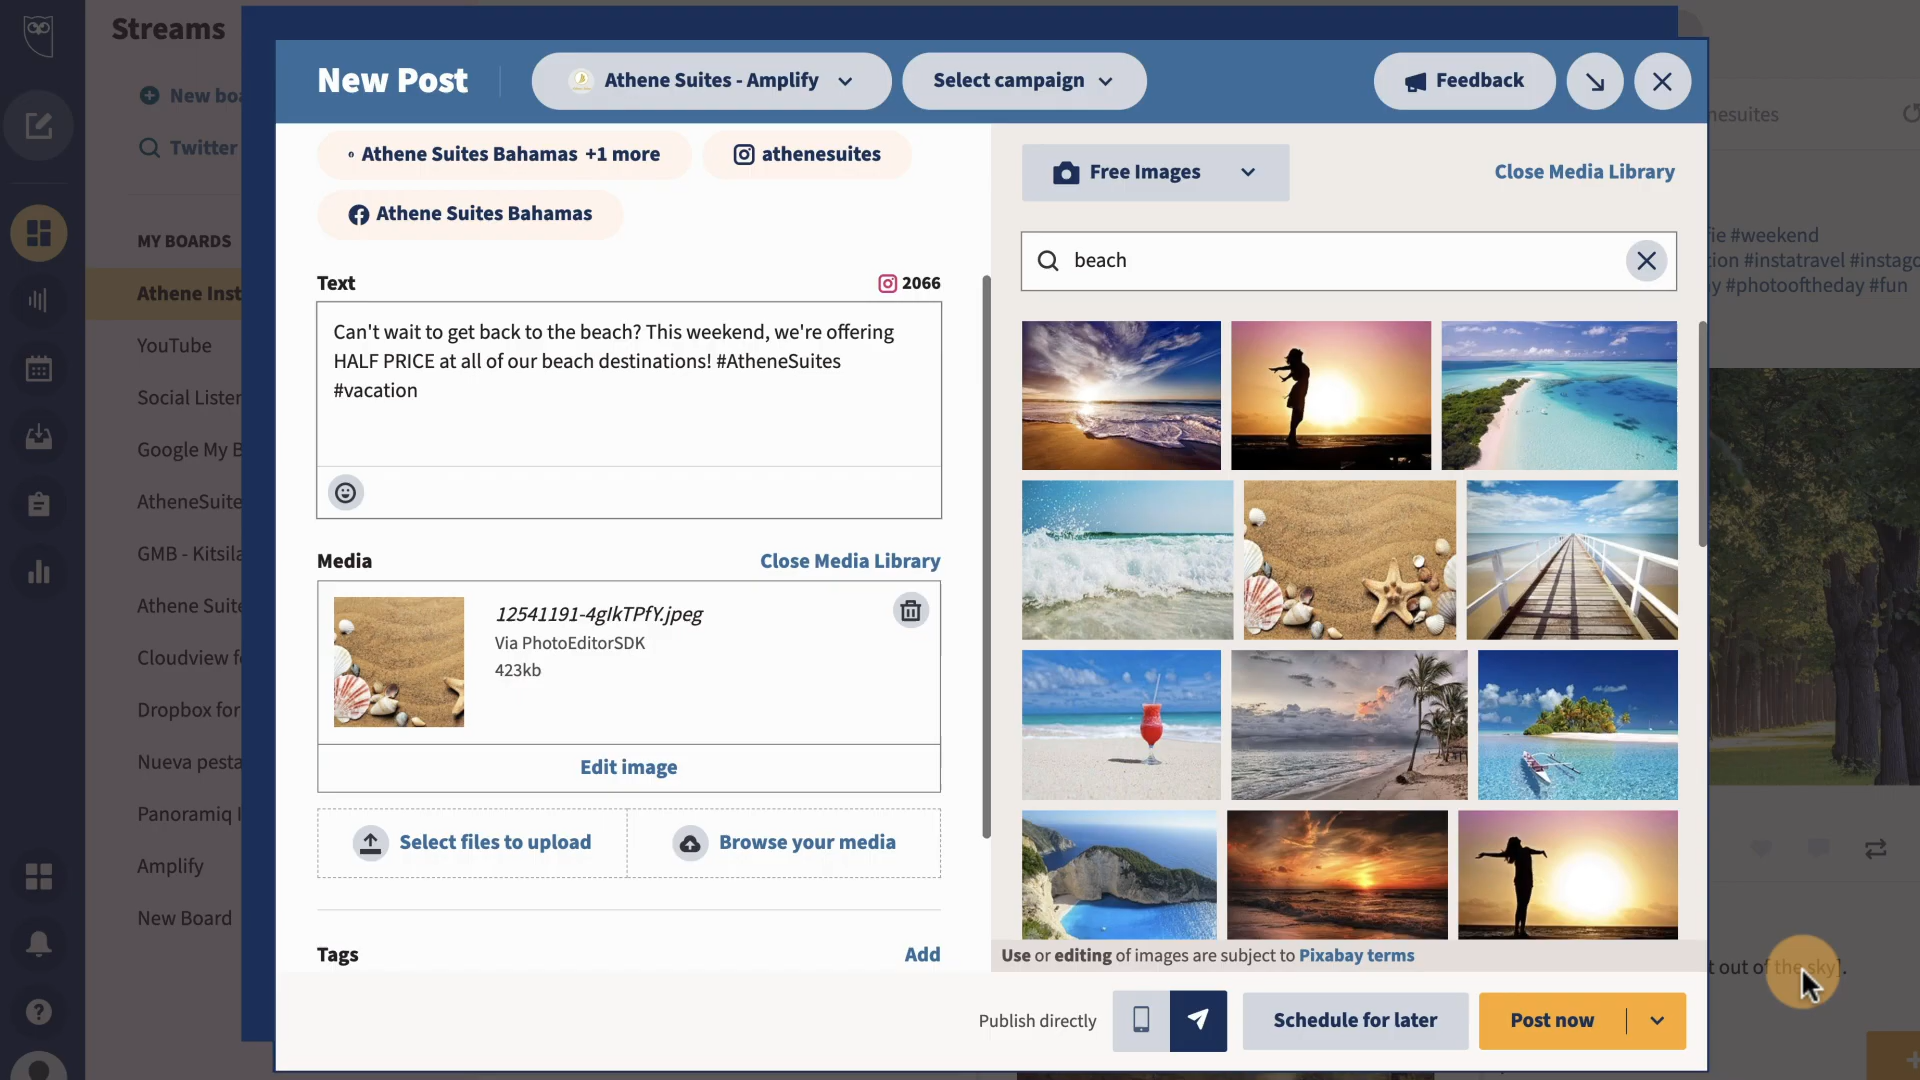 Streams
New boa
Twitter
MY BOARDS
Athene Inst
YouTube
Social Lister
Google My B
AtheneSuite
GMB - Kitsila
Athene Suite
Cloudview fo
Dropbox for
Nueva pesta
Panoramiq I
Amplify
New Board
New Post
Athene Suites - Amplify
Select campaign
Feedback
Athene Suites Bahamas +1 more
athenesuites
Athene Suites Bahamas
Text
2066
Can't wait to get back to the beach? This weekend, we're offering
HALF PRICE at all of our beach destinations! #AtheneSuites
#vacation
Media
Close Media Library
12541191-4gIkTPfY.jpeg
Via PhotoEditorSDK
423kb
Edit image
Select files to upload
Browse your media
Tags
Add
Free Images
Close Media Library
beach
Use or editing of images are subject to Pixabay terms
Publish directly
Schedule for later
Post now
nesuites
fie #weekend
tion #instatravel #instago
y #photooftheday #fun
t out of the sky].